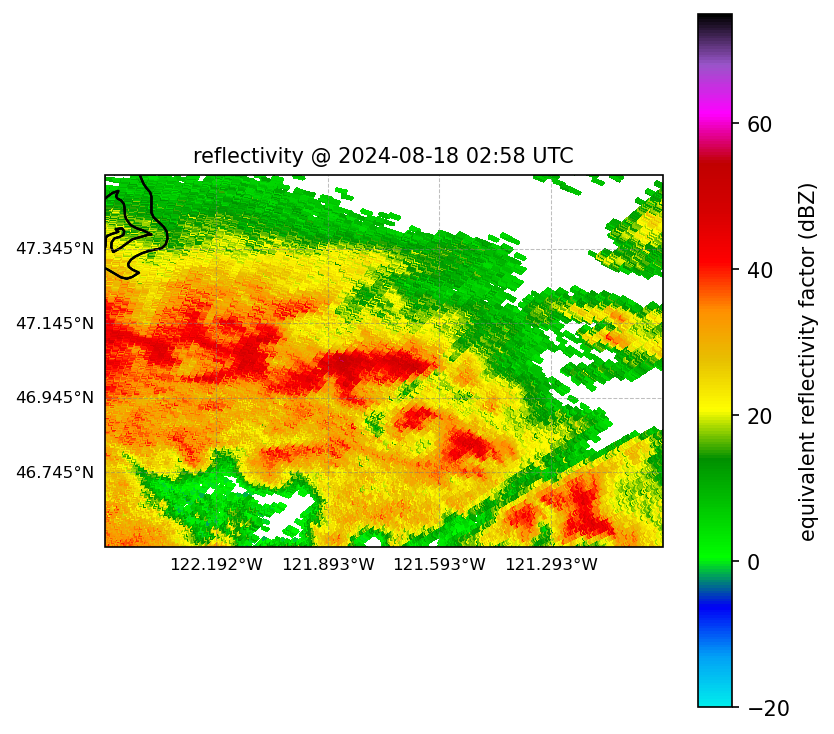 reflectivity @ 2024-08-18 02:58 UTC
47.345°N
47.145°N
46.945°N
46.745°N
122.192°W 121.893°W 121.593°W 121.293°W
60
40
20
0
−20
equivalent reflectivity factor (dBZ)